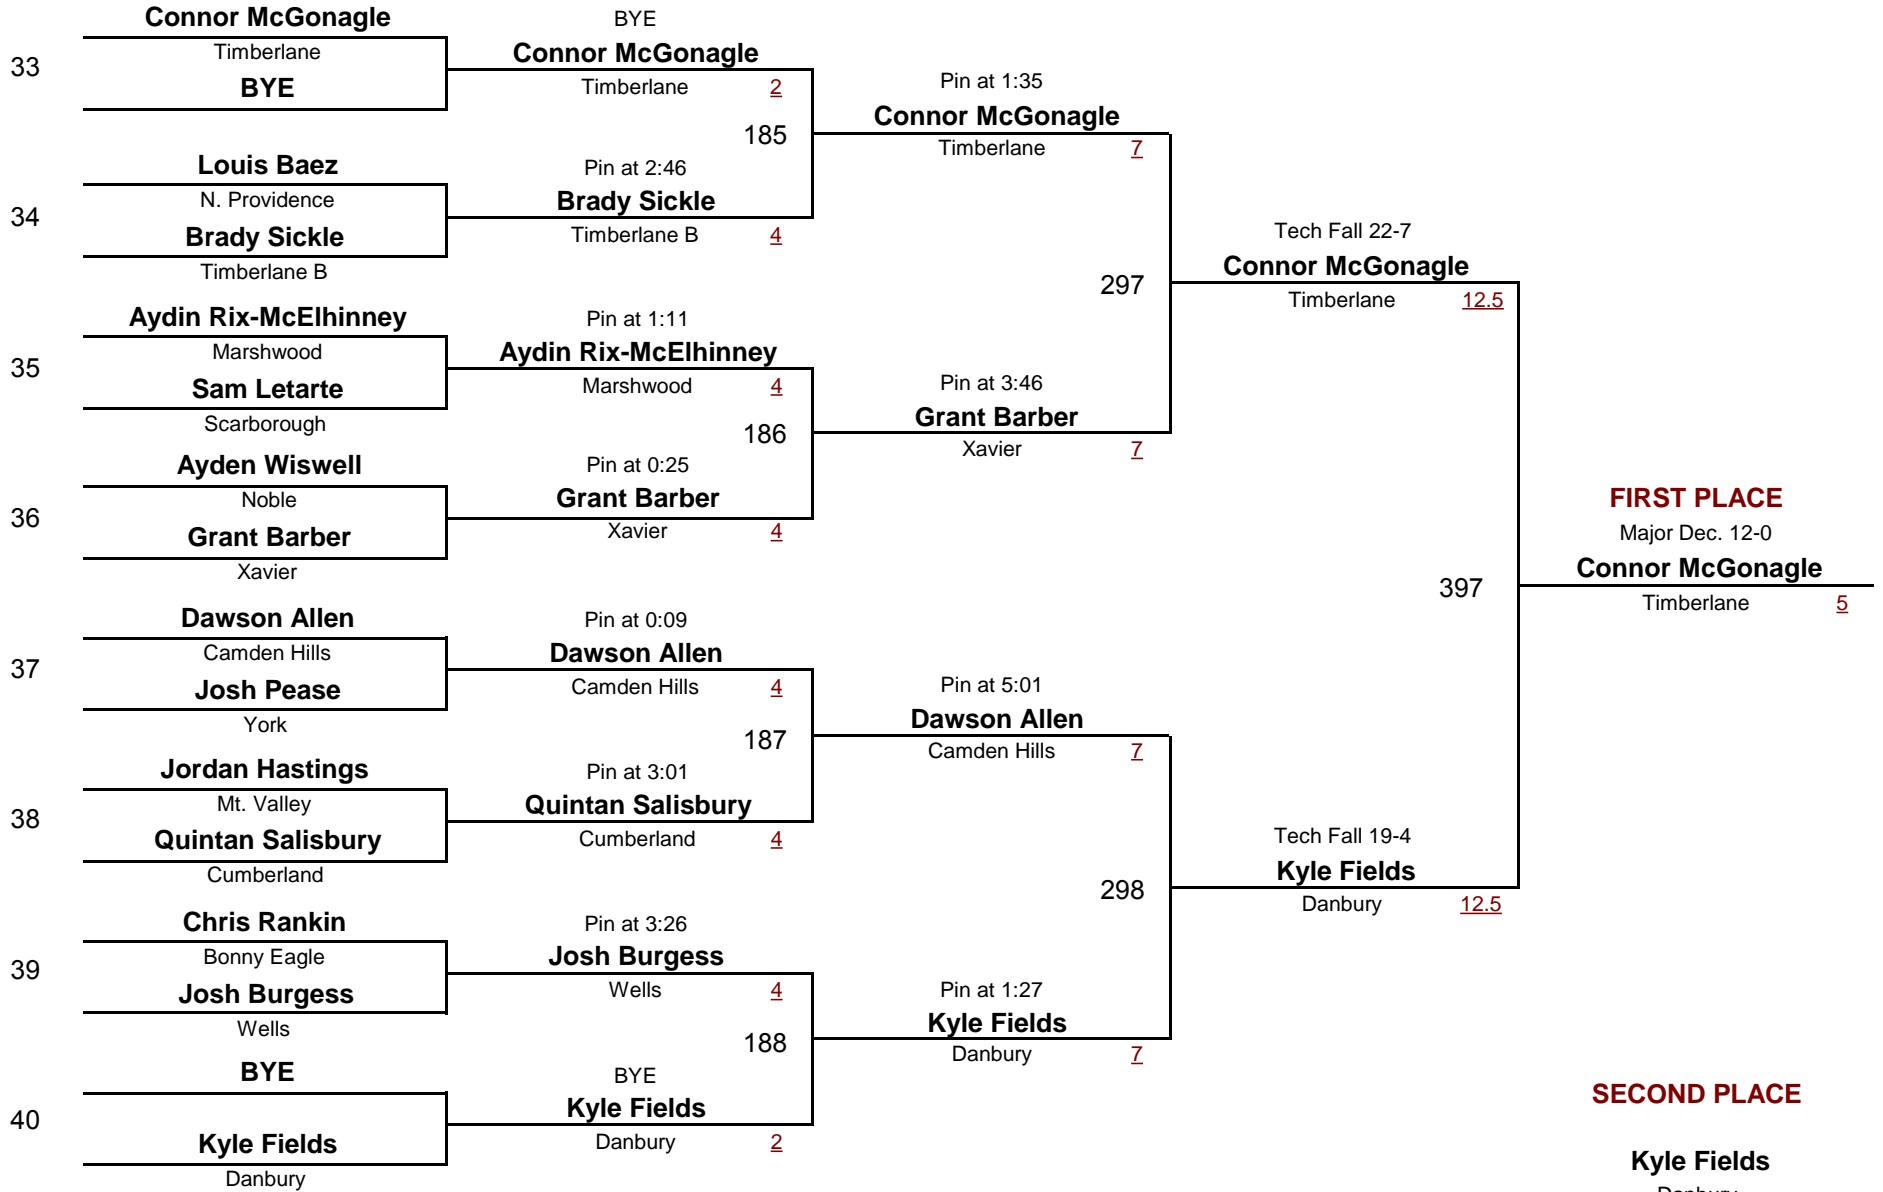 Connor McGonagle
33
Timberlane
BYE
Louis Baez
34
N. Providence
Brady Sickle
Timberlane B
Aydin Rix-McElhinney
35
Marshwood
Sam Letarte
Scarborough
Ayden Wiswell
36
Noble
Grant Barber
Xavier
Dawson Allen
37
Camden Hills
Josh Pease
York
Jordan Hastings
38
Mt. Valley
Quintan Salisbury
Cumberland
Chris Rankin
39
Bonny Eagle
Josh Burgess
Wells
BYE
40
Kyle Fields
Danbury
BYE
Connor McGonagle
Timberlane 2
185
Pin at 2:46
Brady Sickle
Timberlane B 4
Pin at 1:11
Aydin Rix-McElhinney
Marshwood 4
186
Pin at 0:25
Grant Barber
Xavier 4
Pin at 0:09
Dawson Allen
Camden Hills 4
187
Pin at 3:01
Quintan Salisbury
Cumberland 4
Pin at 3:26
Josh Burgess
Wells 4
188
BYE
Kyle Fields
Danbury 2
Pin at 1:35
Connor McGonagle
Timberlane 7
297
Pin at 3:46
Grant Barber
Xavier 7
Pin at 5:01
Dawson Allen
Camden Hills 7
298
Pin at 1:27
Kyle Fields
Danbury 7
Tech Fall 22-7
Connor McGonagle
Timberlane 12.5
397
Tech Fall 19-4
Kyle Fields
Danbury 12.5
FIRST PLACE
Major Dec. 12-0
Connor McGonagle
Timberlane 5
SECOND PLACE
Kyle Fields
Danbury